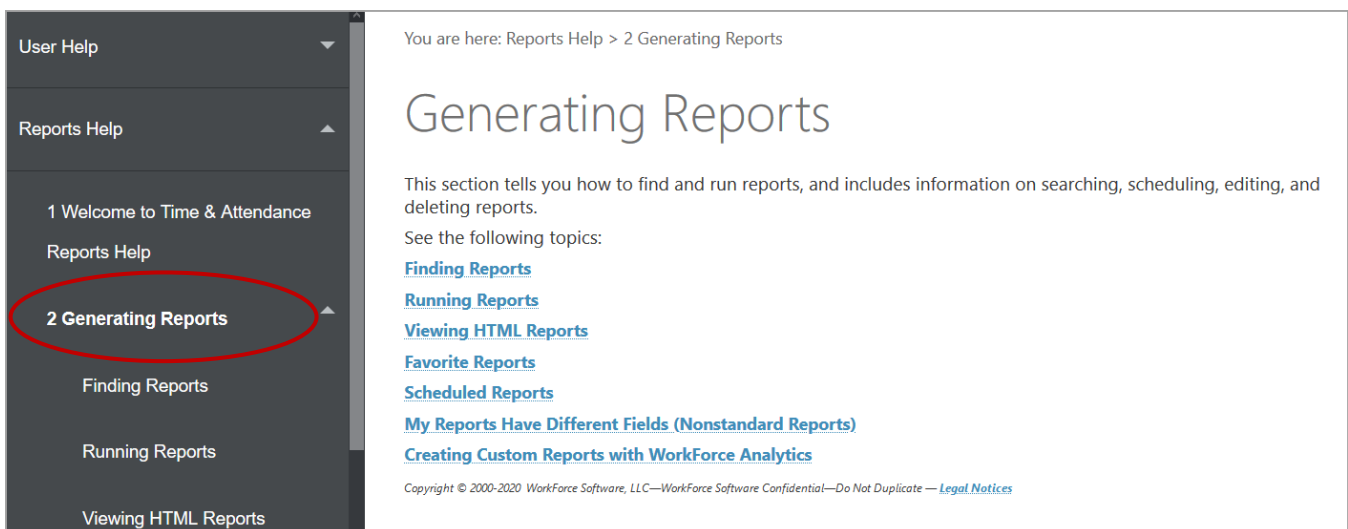 User Help
Reports Help
1 Welcome to Time & Attendance
Reports Help
2 Generating Reports
Finding Reports
Running Reports
Viewing HTML Reports
You are here: Reports Help > 2 Generating Reports
Generating Reports
This section tells you how to find and run reports, and includes information on searching, scheduling, editing, and
deleting reports.
See the following topics:
Finding Reports
Running Reports
Viewing HTML Reports
Favorite Reports
Scheduled Reports
My Reports Have Different Fields (Nonstandard Reports)
Creating Custom Reports with WorkForce Analytics
Copyright © 2000-2020 WorkForce Software, LLC—WorkForce Software Confidential—Do Not Duplicate — Legal Notices